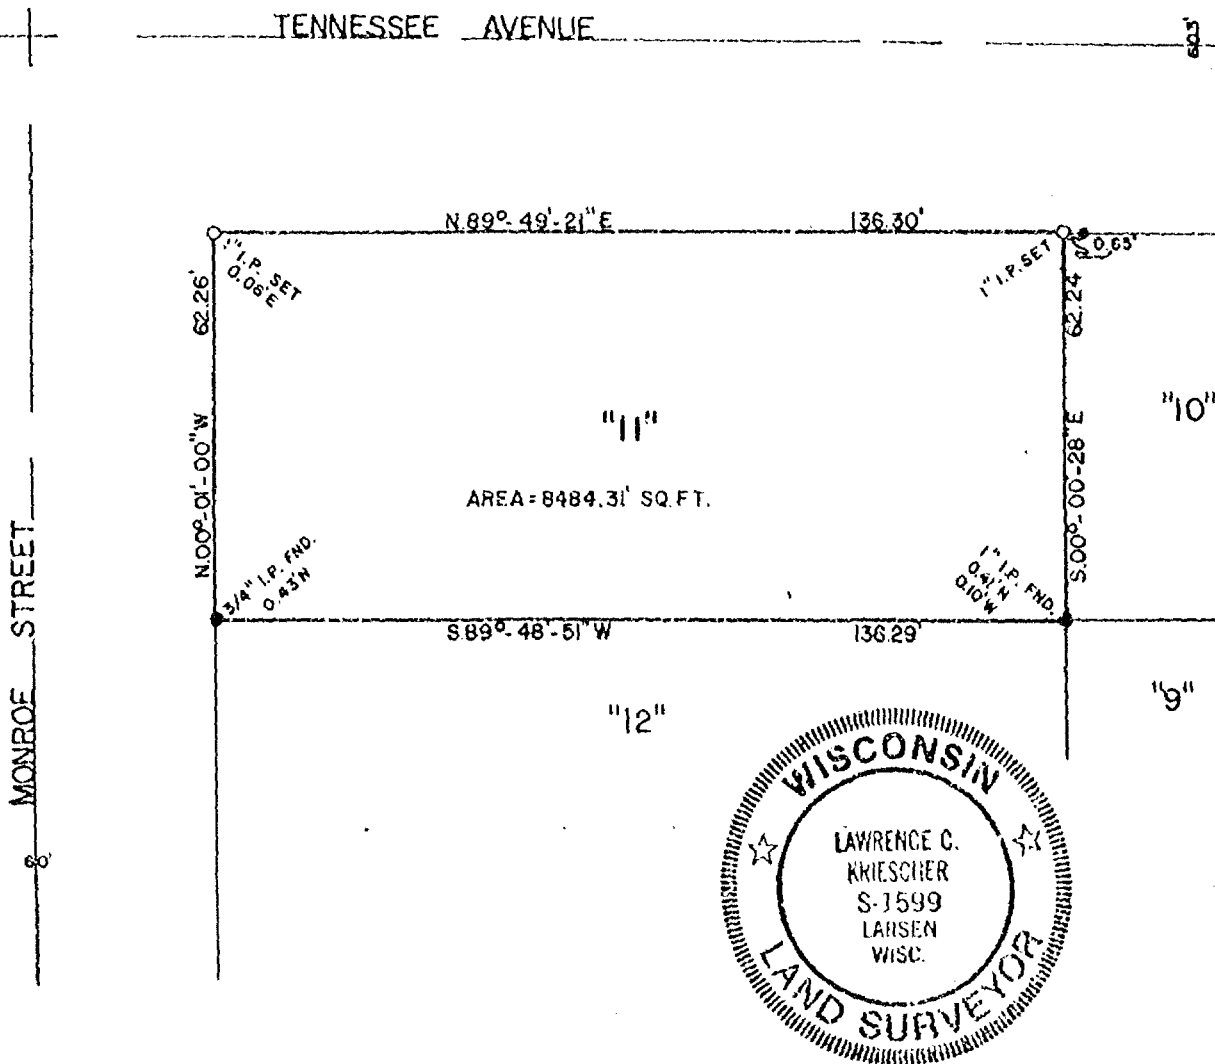 TENNESSEE AVENUE
N.89°-49'-21"E 136.30'
1" I.P. SET
0.06'E
1" I.P. SET
0.63'
62.26'
62.24
N.00°-01'-00"W
S.00°-00-28"E
"11"
"10"
AREA=8484.31' SQ.FT.
3/4" I.P. FND.
0.43'N
1" I.P. FND.
0.41'N
0.10'W
S.89°-48'-51"W 136.29'
MONROE STREET
60'
"12"
"9"
WISCONSIN
LAWRENCE C.
KRIESCHER
S-1599
LARSEN
WISC.
LAND SURVEYOR